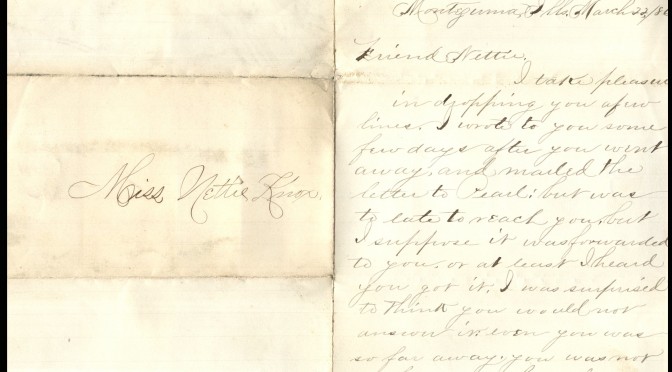 Miss Nettie Knox.
Montezuma, Ills. March 22/8
Friend Nettie,
I take pleasure
in dropping you a few
lines. I wrote to you some
few days after you went
away, and mailed the
letter to Pearl; but was
to late to reach you, but
I suppose it was forwarded
to you. or at least I heard
you got it. I was surprised
to think you would not
answer it even you was
so far away. you was not